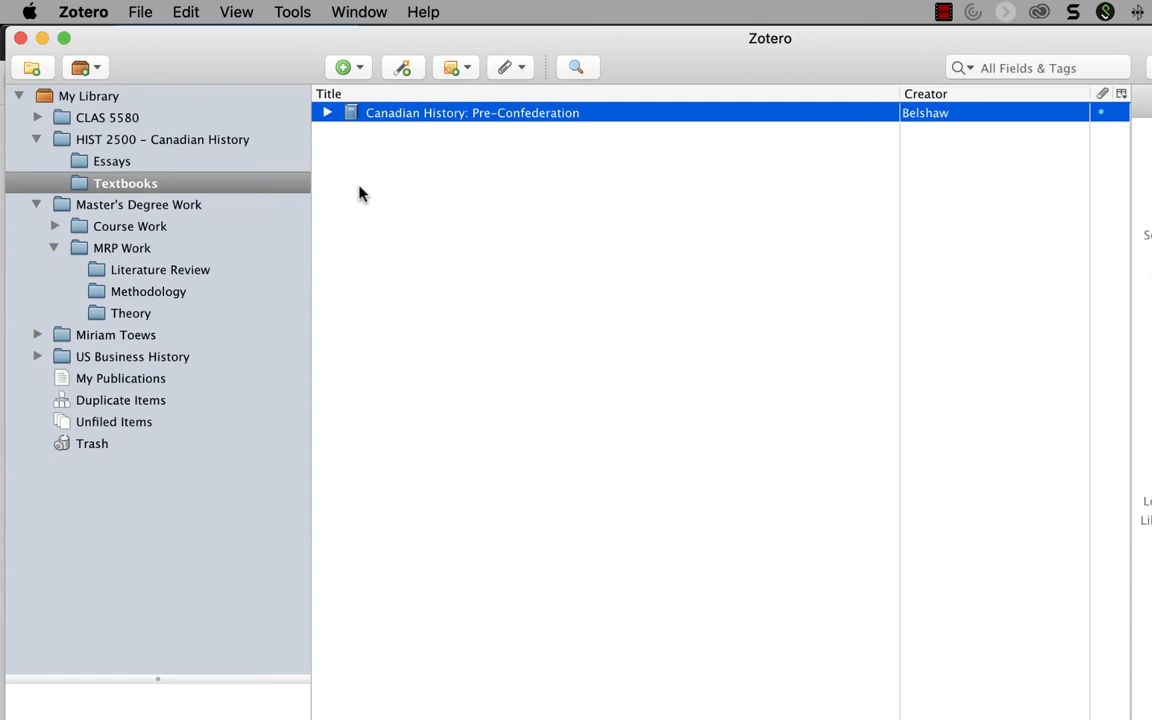 Zotero File Edit View Tools Window Help
Zotero
All Fields & Tags
My Library
CLAS 5580
HIST 2500 – Canadian History
Essays
Textbooks
Master's Degree Work
Course Work
MRP Work
Literature Review
Methodology
Theory
Miriam Toews
US Business History
My Publications
Duplicate Items
Unfiled Items
Trash
Title Creator
Canadian History: Pre-Confederation Belshaw